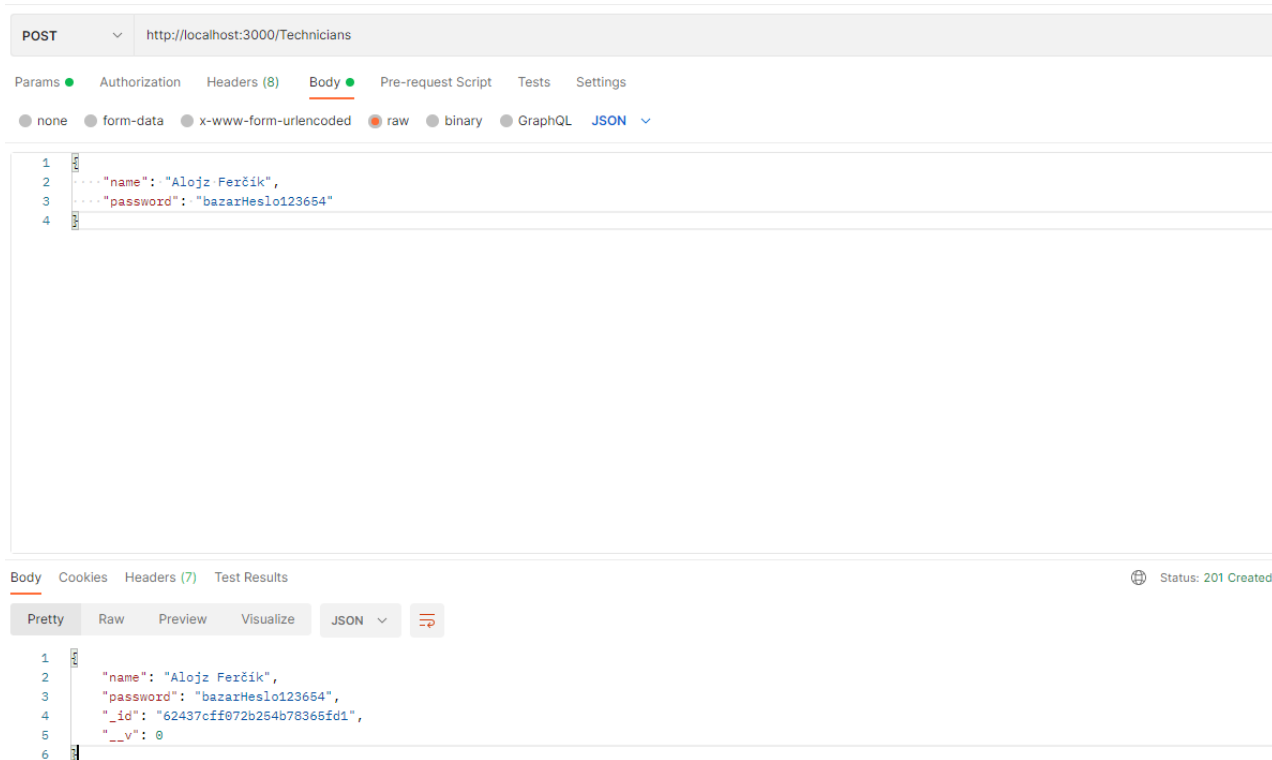 POST http://localhost:3000/Technicians
Params Authorization Headers (8) Body Pre-request Script Tests Settings
none form-data x-www-form-urlencoded raw binary GraphQL JSON
1 {
2 "name": "Alojz Ferčík",
3 "password": "bazarHeslo123654"
4 }
Body Cookies Headers (7) Test Results Status: 201 Created
Pretty Raw Preview Visualize JSON
1 {
2 "name": "Alojz Ferčík",
3 "password": "bazarHeslo123654",
4 "_id": "62437cff072b254b78365fd1",
5 "__v": 0
6 }